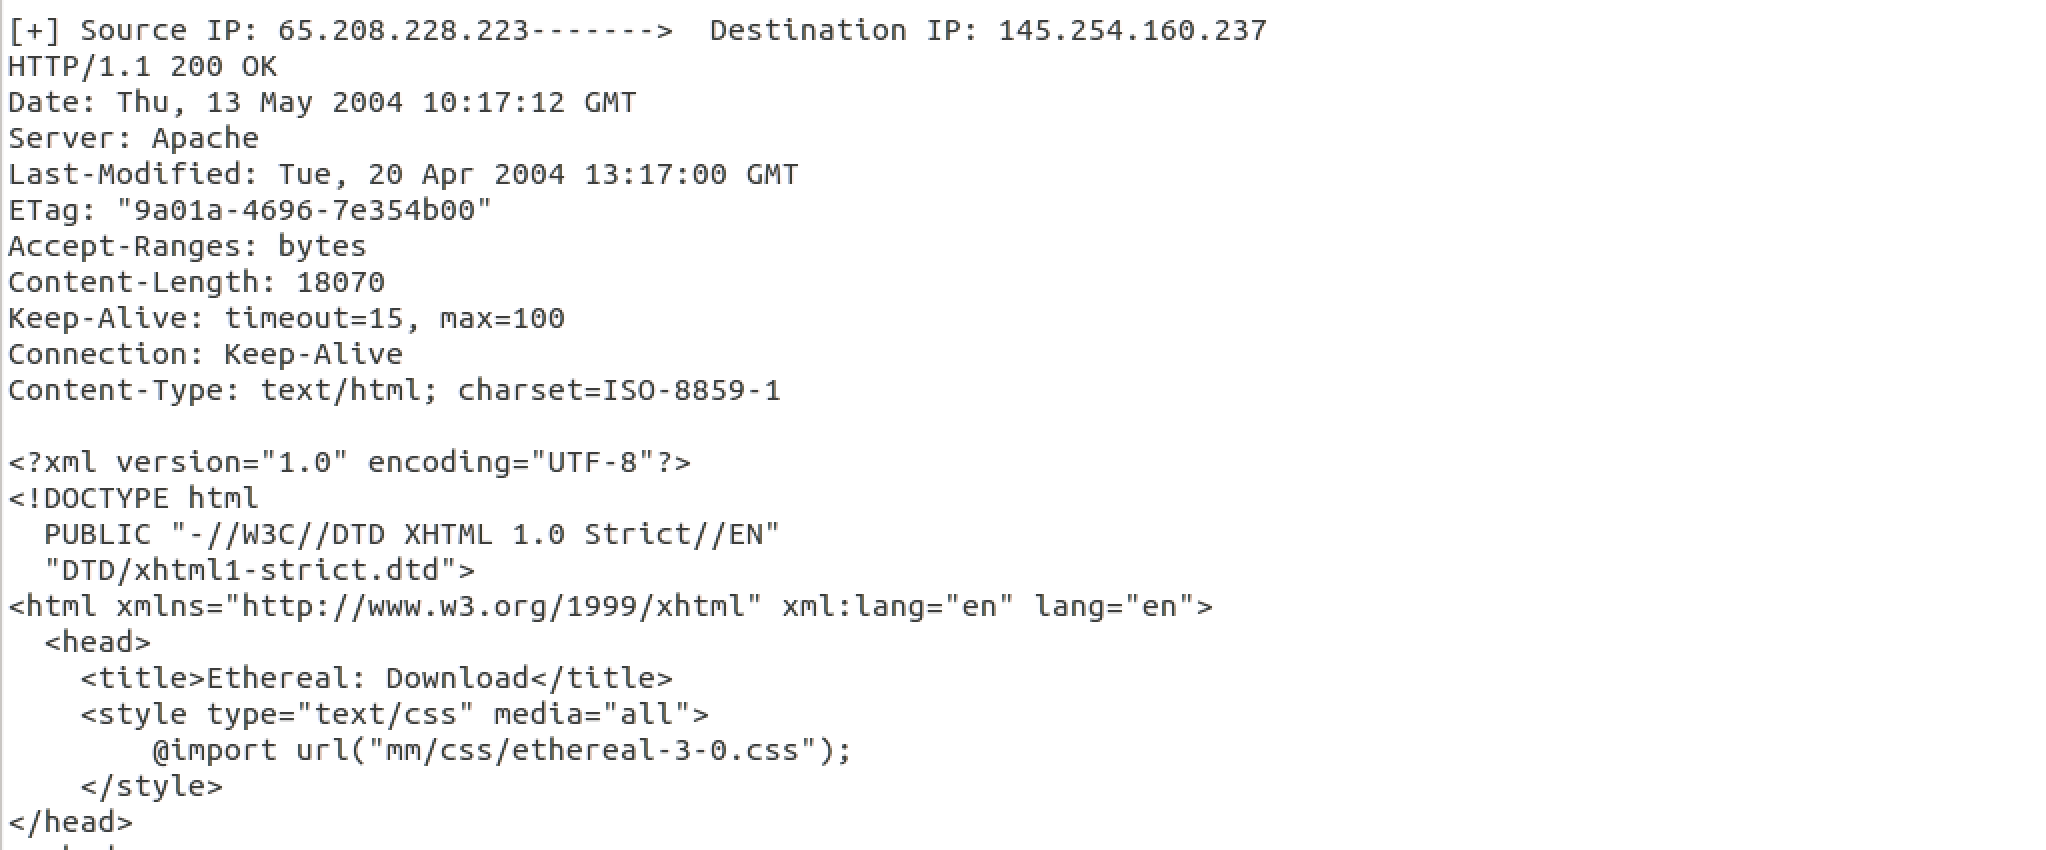 [+] Source IP: 65.208.228.223-------> Destination IP: 145.254.160.237
HTTP/1.1 200 OK
Date: Thu, 13 May 2004 10:17:12 GMT
Server: Apache
Last-Modified: Tue, 20 Apr 2004 13:17:00 GMT
ETag: "9a01a-4696-7e354b00"
Accept-Ranges: bytes
Content-Length: 18070
Keep-Alive: timeout=15, max=100
Connection: Keep-Alive
Content-Type: text/html; charset=ISO-8859-1

<?xml version="1.0" encoding="UTF-8"?>
<!DOCTYPE html
  PUBLIC "-//W3C//DTD XHTML 1.0 Strict//EN"
  "DTD/xhtml1-strict.dtd">
<html xmlns="http://www.w3.org/1999/xhtml" xml:lang="en" lang="en">
  <head>
    <title>Ethereal: Download</title>
    <style type="text/css" media="all">
        @import url("mm/css/ethereal-3-0.css");
    </style>
</head>